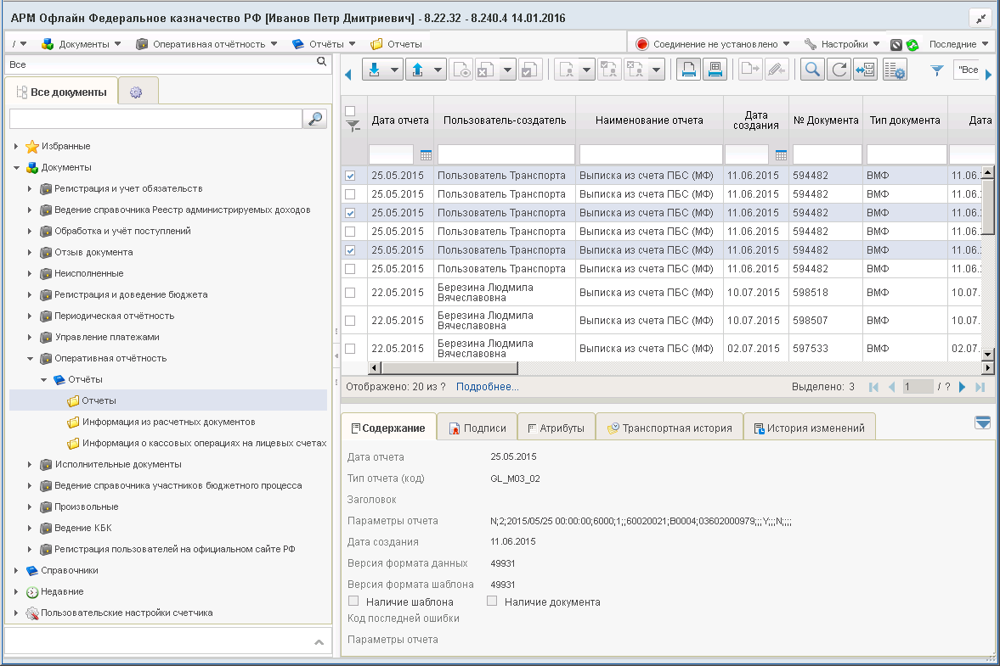 АРМ Офлайн Федеральное казначество РФ [Иванов Петр Дмитриевич] - 8.22.32 - 8.240.4 14.01.2016
/ Документы Оперативная отчётность Отчёты Отчеты Соединение не установлено Настройки Последние
Все
"Все
Все документы
Избранные
Документы
Регистрация и учет обязательств
Ведение справочника Реестр администрируемых доходов
Обработка и учёт поступлений
Отзыв документа
Неисполненные
Регистрация и доведение бюджета
Периодическая отчётность
Управление платежами
Оперативная отчётность
Отчёты
Отчеты
Информация из расчетных документов
Информация о кассовых операциях на лицевых счетах
Исполнительные документы
Ведение справочника участников бюджетного процесса
Произвольные
Ведение КБК
Регистрация пользователей на официальном сайте РФ
Справочники
Недавние
Пользовательские настройки счетчика
Дата отчета Пользователь-создатель Наименование отчета Дата создания № Документа Тип документа Дата
25.05.2015 Пользователь Транспорта Выписка из счета ПБС (МФ) 11.06.2015 594482 ВМФ 11.06.
25.05.2015 Пользователь Транспорта Выписка из счета ПБС (МФ) 11.06.2015 594482 ВМФ 11.06.
25.05.2015 Пользователь Транспорта Выписка из счета ПБС (МФ) 11.06.2015 594482 ВМФ 11.06.
25.05.2015 Пользователь Транспорта Выписка из счета ПБС (МФ) 11.06.2015 594482 ВМФ 11.06.
25.05.2015 Пользователь Транспорта Выписка из счета ПБС (МФ) 11.06.2015 594482 ВМФ 11.06.
25.05.2015 Пользователь Транспорта Выписка из счета ПБС (МФ) 11.06.2015 594482 ВМФ 11.06.
22.05.2015 Березина Людмила Вячеславовна Выписка из счета ПБС (МФ) 10.07.2015 598518 ВМФ 10.07.
22.05.2015 Березина Людмила Вячеславовна Выписка из счета ПБС (МФ) 10.07.2015 598507 ВМФ 10.07.
22.05.2015 Березина Людмила Вячеславовна Выписка из счета ПБС (МФ) 02.07.2015 597533 ВМФ 02.07.
Отображено: 20 из ? Подробнее... Выделено: 3 1 / ?
Содержание Подписи Атрибуты Транспортная история История изменений
Дата отчета 25.05.2015
Тип отчета (код) GL_M03_02
Заголовок
Параметры отчета N;2;2015/05/25 00:00:00;6000;1;;60020021;B0004;03602000979;;;Y;;;N;;;;
Дата создания 11.06.2015
Версия формата данных 49931
Версия формата шаблона 49931
Наличие шаблона Наличие документа
Код последней ошибки
Параметры отчета